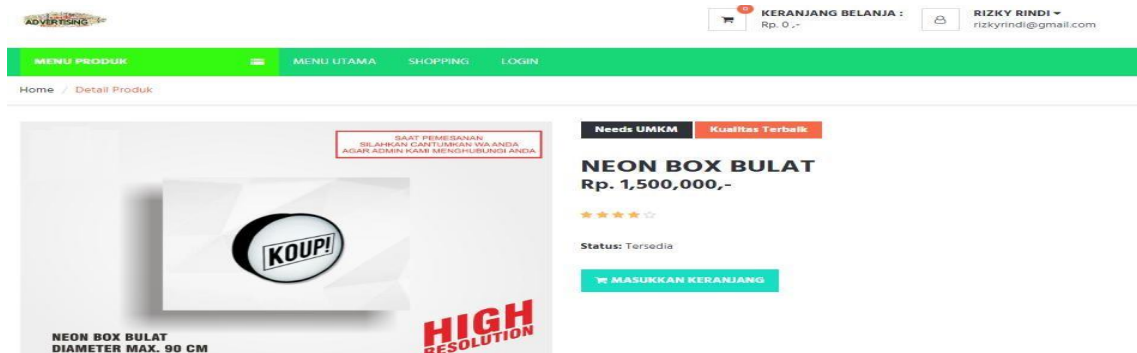 ADVERTISING
0
KERANJANG BELANJA :
Rp. 0 ,-
RIZKY RINDI
rizkyrindi@gmail.com
MENU PRODUK
MENU UTAMA
SHOPPING
LOGIN
Home / Detail Produk
SAAT PEMESANAN
SILAHKAN CANTUMKAN WA ANDA
AGAR ADMIN KAMI MENGHUBUNGI ANDA
KOUP!
NEON BOX BULAT
DIAMETER MAX. 90 CM
HIGH
RESOLUTION
Needs UMKM
Kualitas Terbaik
NEON BOX BULAT
Rp. 1,500,000,-
Status: Tersedia
MASUKKAN KERANJANG